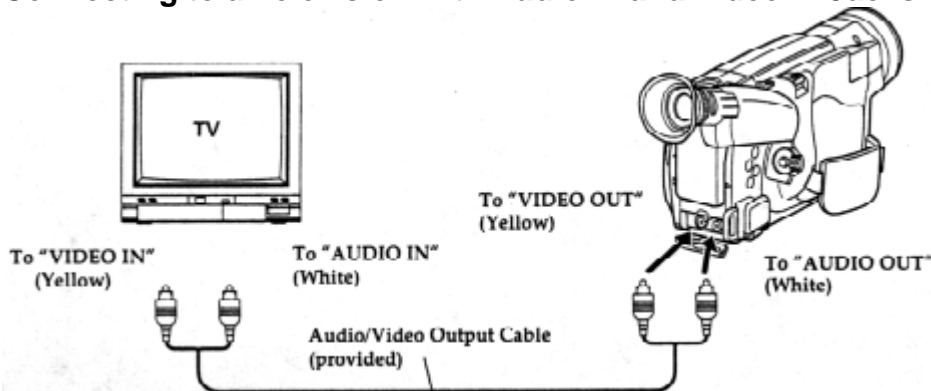 TV
To "VIDEO OUT"
(Yellow)
To "VIDEO IN"
(Yellow)
To "AUDIO IN"
(White)
To "AUDIO OUT"
(White)
Audio/Video Output Cable
(provided)